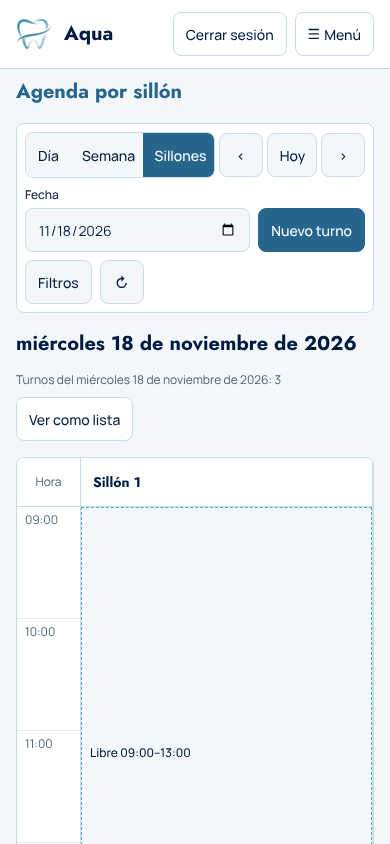 Aqua
Cerrar sesión
☰ Menú
Agenda por sillón
Día
Semana
Sillones
‹
Hoy
›
Fecha
11/18/2026
Nuevo turno
Filtros
↻
miércoles 18 de noviembre de 2026
Turnos del miércoles 18 de noviembre de 2026: 3
Ver como lista
Hora
Sillón 1
09:00
10:00
11:00
Libre 09:00–13:00